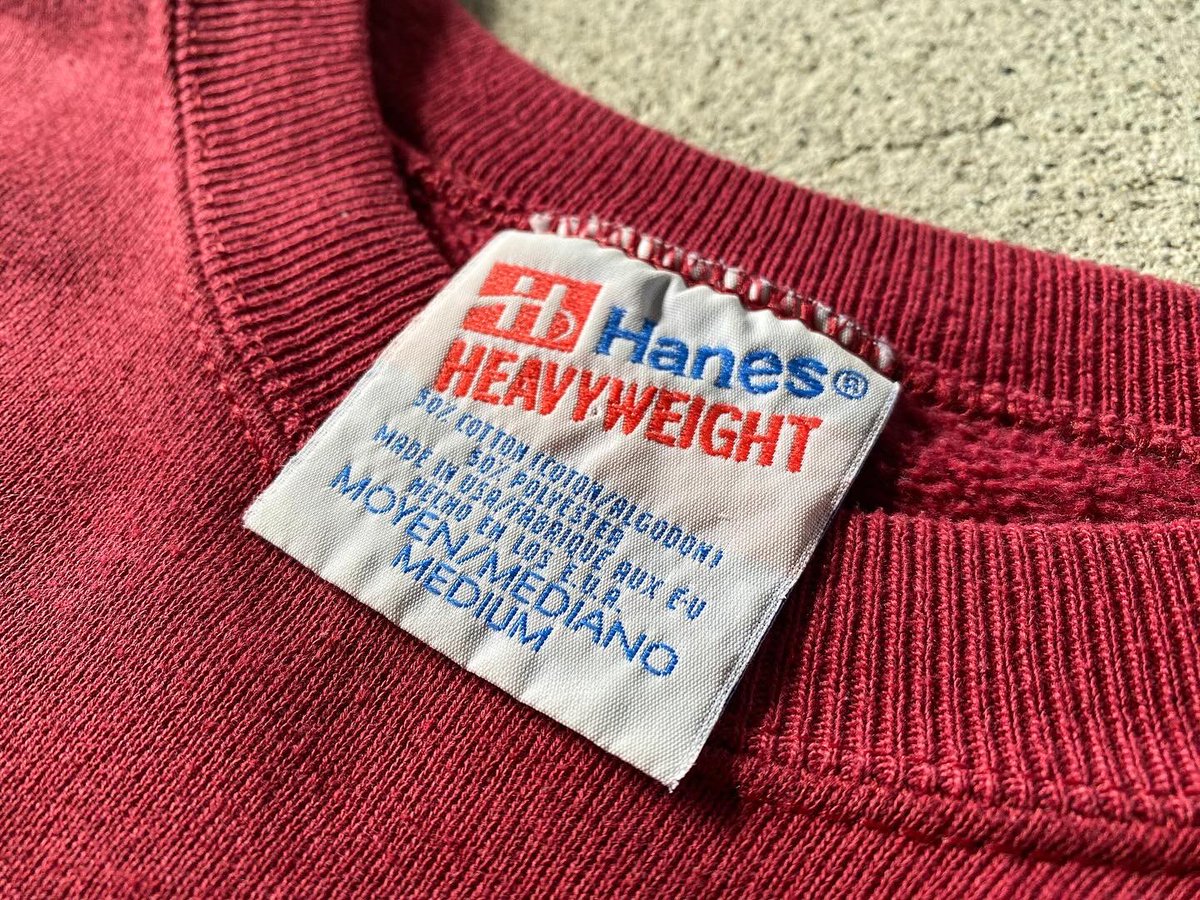 Hb Hanes®
HEAVYWEIGHT
50% COTTON (COTON/ALGODON)
50% POLYESTER
MADE IN USA/FABRIQUE AUX E-U
HECHO EN LOS E.U.A
MOYEN/MEDIANO
MEDIUM